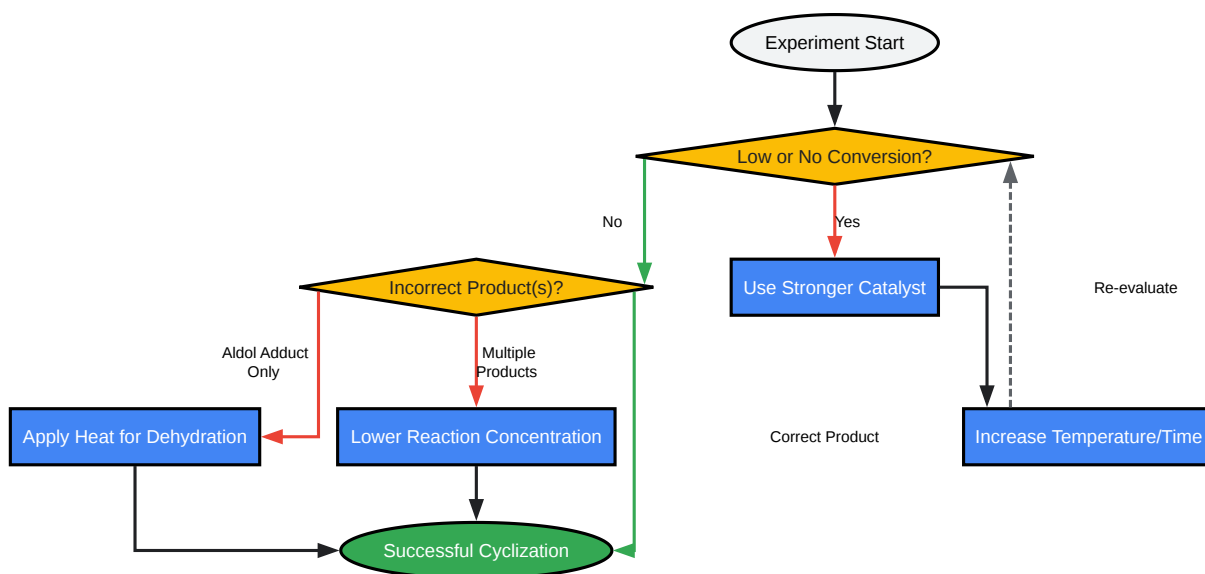 Experiment Start
Low or No Conversion?
No
Yes
Incorrect Product(s)?
Use Stronger Catalyst
Re-evaluate
Aldol Adduct
Only
Multiple
Products
Apply Heat for Dehydration
Lower Reaction Concentration
Correct Product
Increase Temperature/Time
Successful Cyclization